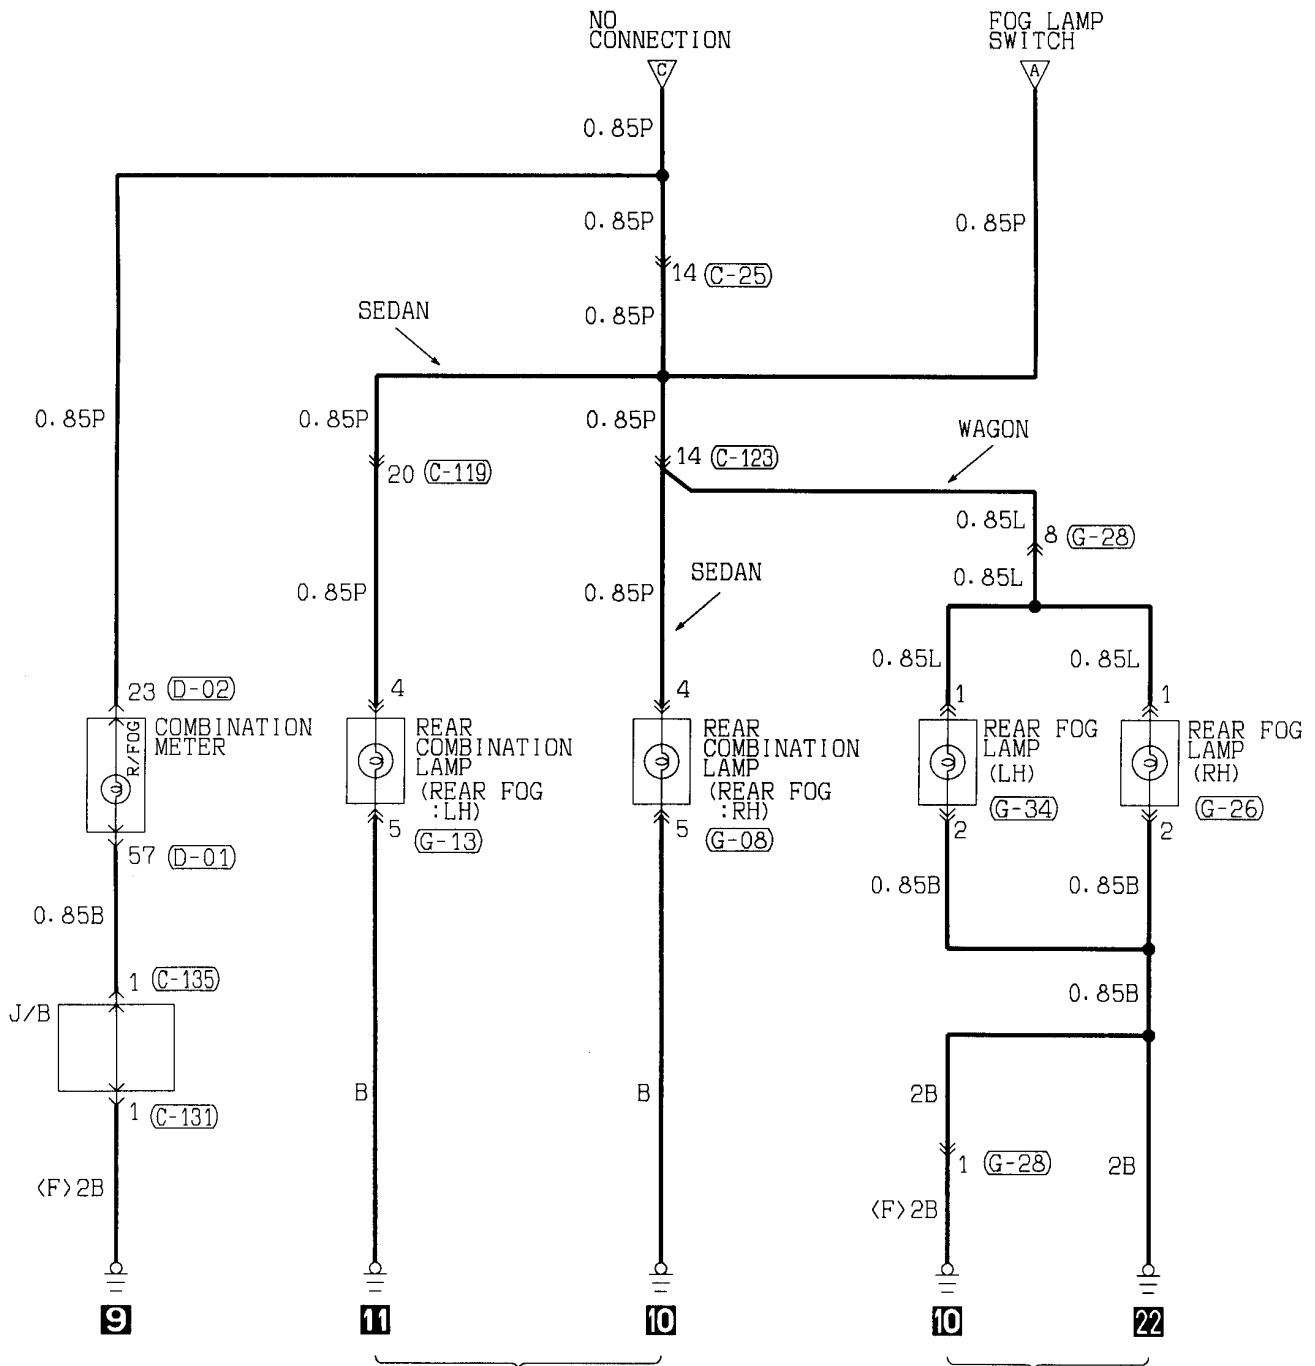 NO
CONNECTION
FOG LAMP
SWITCH
C
A
0.85P
0.85P
0.85P
14 C-25
0.85P
SEDAN
0.85P
0.85P
0.85P
WAGON
14 C-123
20 C-119
0.85L
8 G-28
SEDAN
0.85L
0.85P
0.85P
0.85L
0.85L
23 D-02
4
4
1
1
R/FOG
COMBINATION
METER
REAR
COMBINATION
LAMP
(REAR FOG
:LH)
REAR
COMBINATION
LAMP
(REAR FOG
:RH)
REAR FOG
LAMP
(LH)
REAR FOG
LAMP
(RH)
G-34
G-26
5
G-13
5
G-08
2
2
57 D-01
0.85B
0.85B
0.85B
1 C-135
0.85B
J/B
B
B
2B
1 C-131
1 G-28
2B
<F>2B
<F>2B
9
11
10
10
22